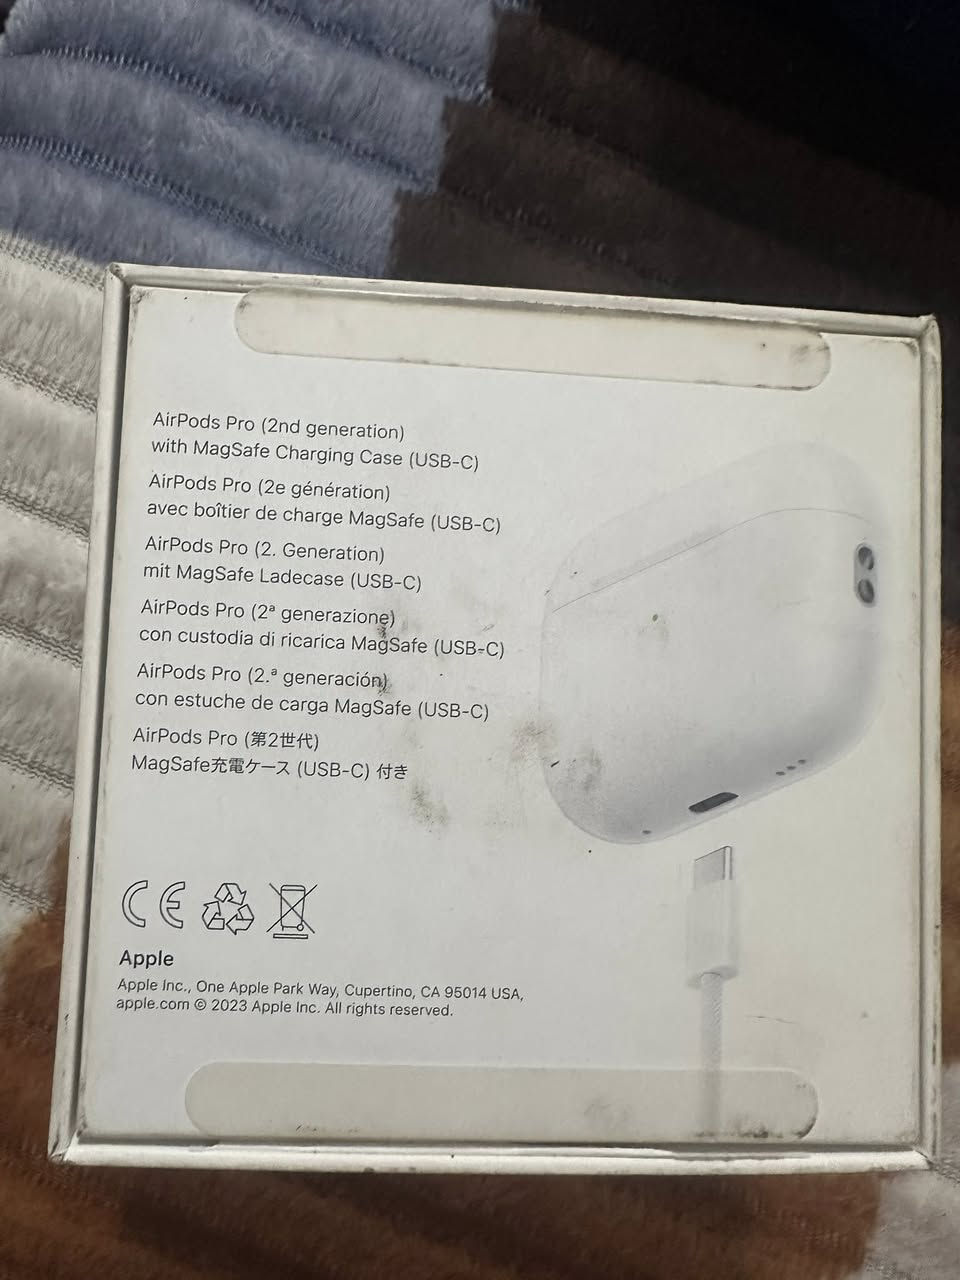 AirPods Pro (2nd generation)
with MagSafe Charging Case (USB-C)
AirPods Pro (2e génération)
avec boîtier de charge MagSafe (USB-C)
AirPods Pro (2. Generation)
mit MagSafe Ladecase (USB-C)
AirPods Pro (2ª generazione)
con custodia di ricarica MagSafe (USB-C)
AirPods Pro (2.ª generación)
con estuche de carga MagSafe (USB-C)
AirPods Pro (第2世代)
MagSafe充電ケース (USB-C) 付き
CE
Apple
Apple Inc., One Apple Park Way, Cupertino, CA 95014 USA,
apple.com © 2023 Apple Inc. All rights reserved.